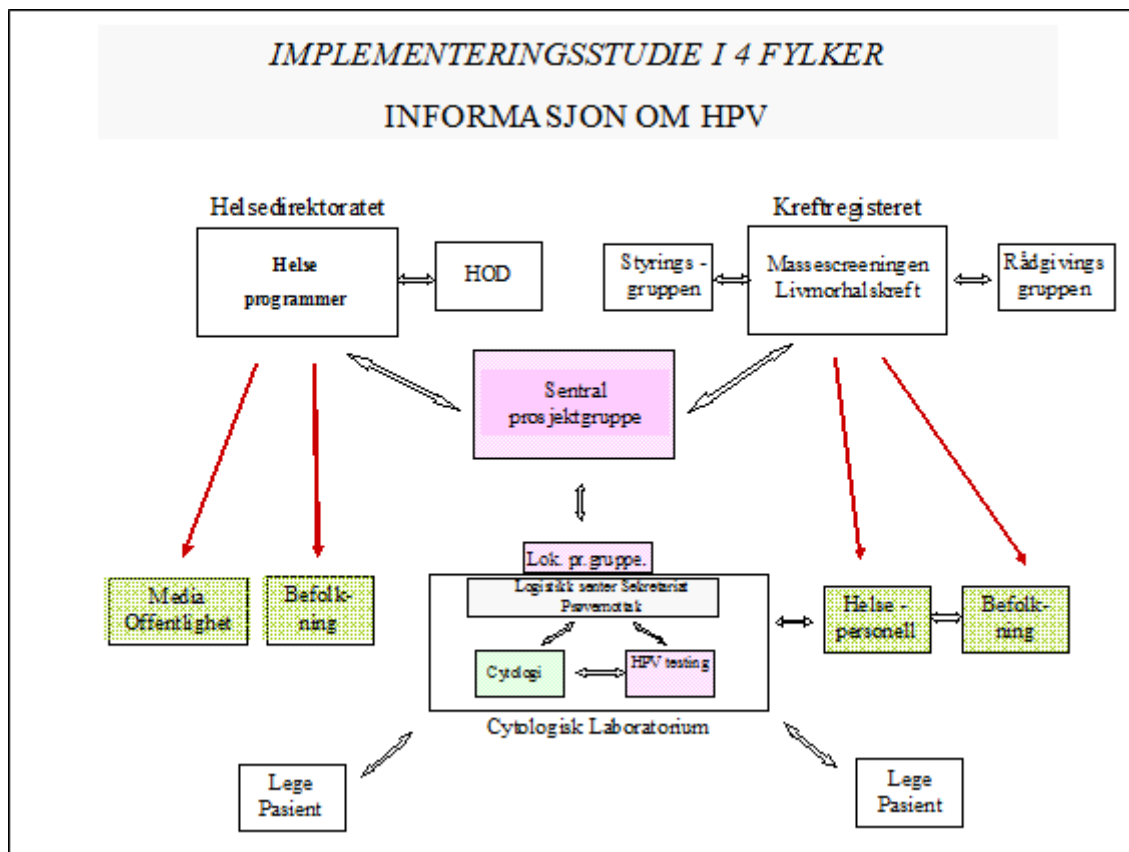 IMPLEMENTERINGSSTUDIE I 4 FYLKER
INFORMASJON OM HPV
Helsedirektoratet
Kreftregisteret
Helse
programmer
HOD
Styrings -
gruppen
Massescreeningen
Livmorhalskreft
Rådgivings
gruppen
Sentral
prosjektgruppe
Lok. pr.gruppe.
Logistikk senter Sekretariat
Prøvemottak
Media
Offentlighet
Befolk-
ning
Helse -
personell
Befolk-
ning
Cytologi
HPV testing
Cytologisk Laboratorium
Lege
Pasient
Lege
Pasient